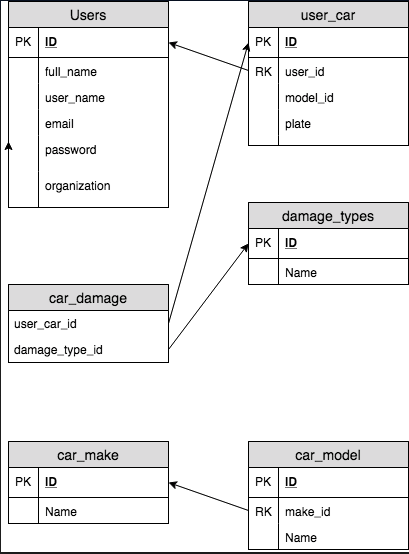 Users
PK ID
full_name
user_name
email
password
organization
user_car
PK ID
RK user_id
model_id
plate
damage_types
PK ID
Name
car_damage
user_car_id
damage_type_id
car_make
PK ID
Name
car_model
PK ID
RK make_id
Name